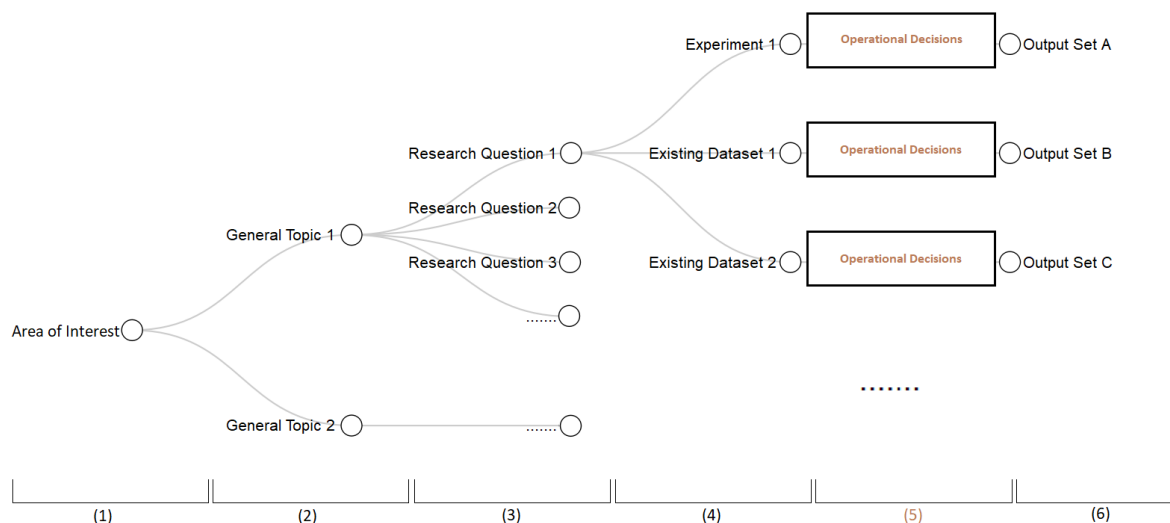 Experiment 1
Operational Decisions
Output Set A
Research Question 1
Existing Dataset 1
Operational Decisions
Output Set B
Research Question 2
General Topic 1
Research Question 3
Existing Dataset 2
Operational Decisions
Output Set C
.......
Area of Interest
.......
General Topic 2
.......
(1)
(2)
(3)
(4)
(5)
(6)